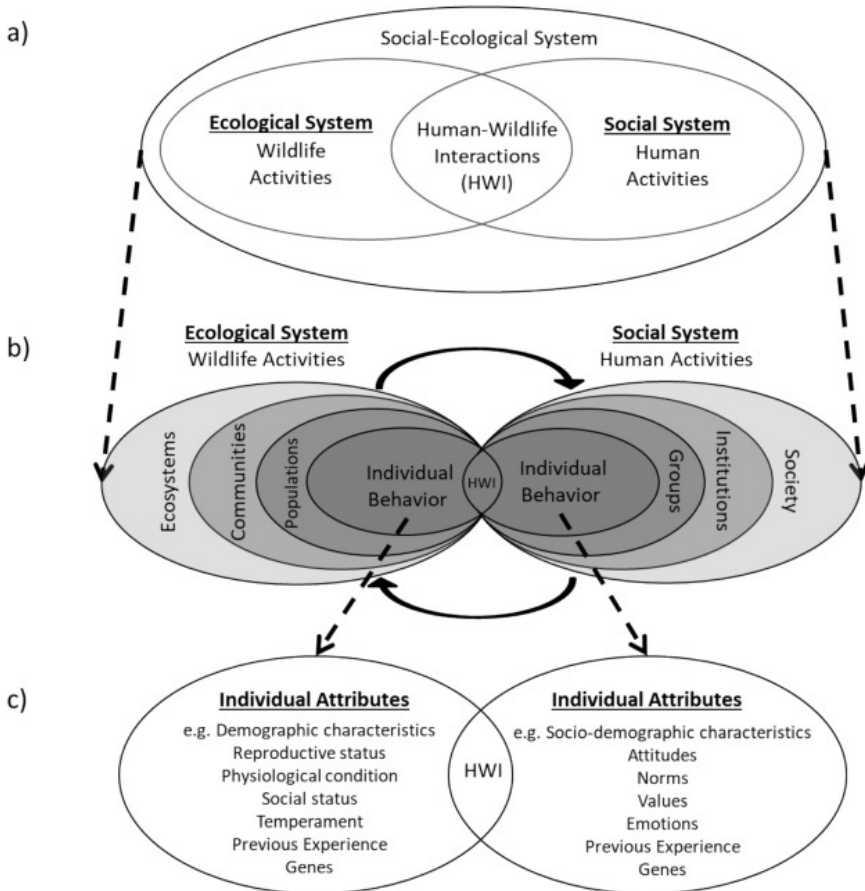 a)
Social-Ecological System
Ecological System
Wildlife
Activities
Human-Wildlife
Interactions
(HWI)
Social System
Human
Activities
b)
Ecological System
Wildlife Activities
Social System
Human Activities
Ecosystems
Communities
Populations
Individual
Behavior
HWI
Individual
Behavior
Groups
Institutions
Society
c)
Individual Attributes
e.g. Demographic characteristics
Reproductive status
Physiological condition
Social status
Temperament
Previous Experience
Genes
HWI
Individual Attributes
e.g. Socio-demographic characteristics
Attitudes
Norms
Values
Emotions
Previous Experience
Genes